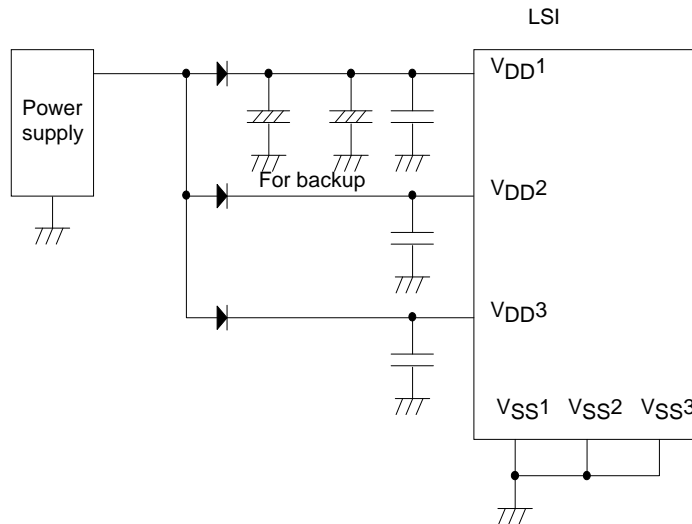 LSI
Power
supply
VDD1
For backup
VDD2
VDD3
VSS1 VSS2 VSS3